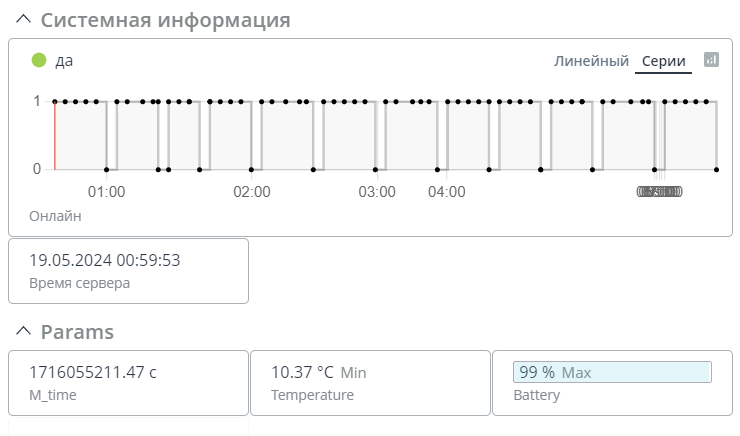 Системная информация
да
Линейный Серии
1
0
01:00 02:00 03:00 04:00
Онлайн
19.05.2024 00:59:53
Время сервера
Params
1716055211.47 с 10.37 °C Min 99 % Max
M_time Temperature Battery